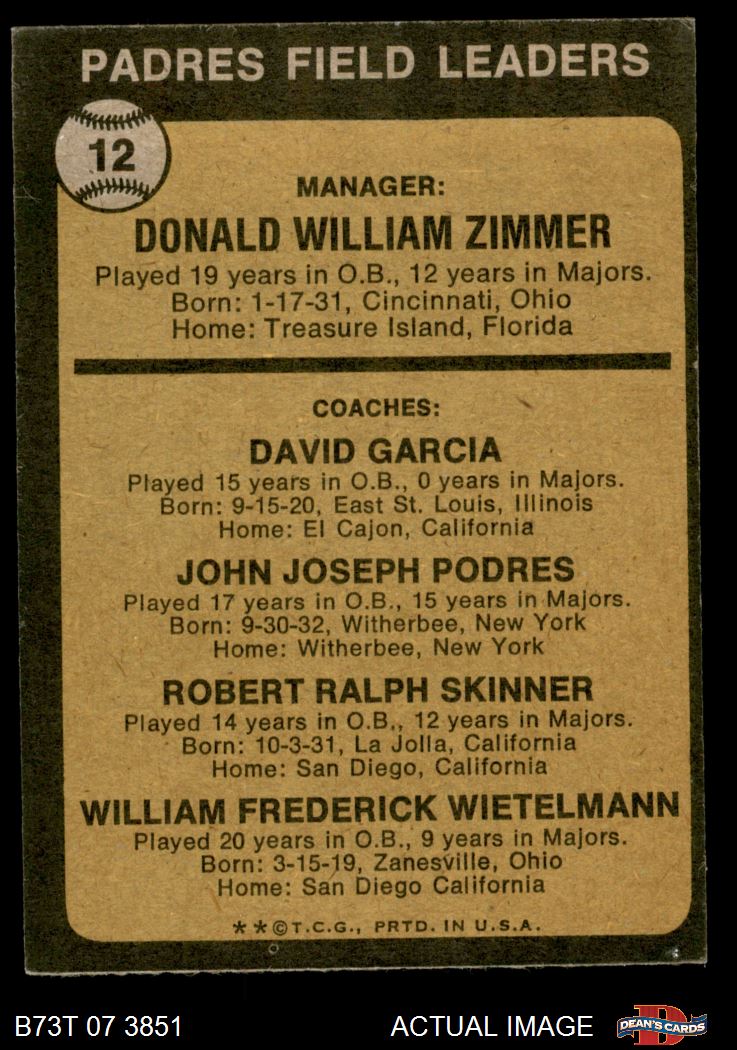 PADRES FIELD LEADERS
12
MANAGER:
DONALD WILLIAM ZIMMER
Played 19 years in O.B., 12 years in Majors.
Born: 1-17-31, Cincinnati, Ohio
Home: Treasure Island, Florida
COACHES:
DAVID GARCIA
Played 15 years in O.B., 0 years in Majors.
Born: 9-15-20, East St. Louis, Illinois
Home: El Cajon, California
JOHN JOSEPH PODRES
Played 17 years in O.B., 15 years in Majors.
Born: 9-30-32, Witherbee, New York
Home: Witherbee, New York
ROBERT RALPH SKINNER
Played 14 years in O.B., 12 years in Majors.
Born: 10-3-31, La Jolla, California
Home: San Diego, California
WILLIAM FREDERICK WIETELMANN
Played 20 years in O.B., 9 years in Majors.
Born: 3-15-19, Zanesville, Ohio
Home: San Diego California
**©T.C.G., PRTD. IN U.S.A.
B73T 07 3851
ACTUAL IMAGE
D
DEAN'S CARDS